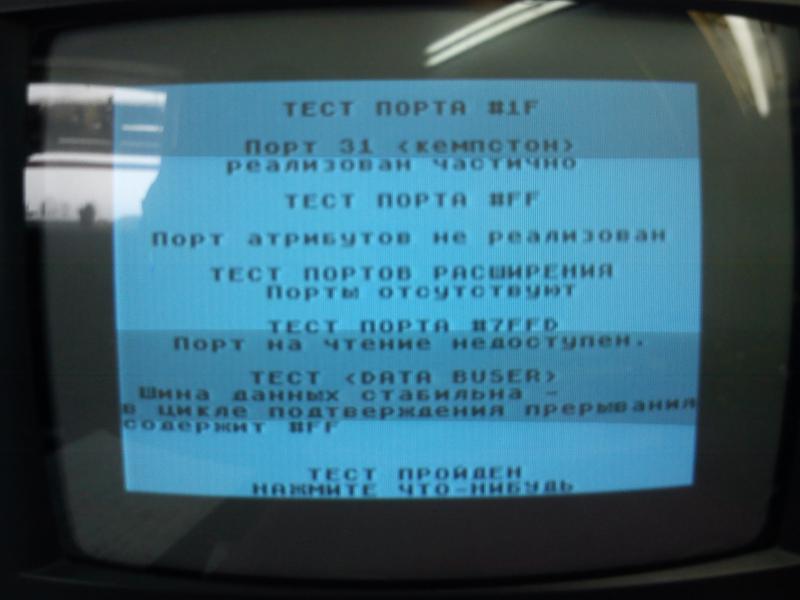 ТЕСТ ПОРТА #1F
Порт 31 <кемпстон>
реализован частично
ТЕСТ ПОРТА #FF
Порт атрибутов не реализован
ТЕСТ ПОРТОВ РАСШИРЕНИЯ
Порты отсутствуют
ТЕСТ ПОРТА #7FFD
Порт на чтение недоступен.
ТЕСТ <DATA BUSER>
Шина данных стабильна -
в цикле подтверждения прерывания
содержит #FF
ТЕСТ ПРОЙДЕН
НАЖМИТЕ ЧТО-НИБУДЬ